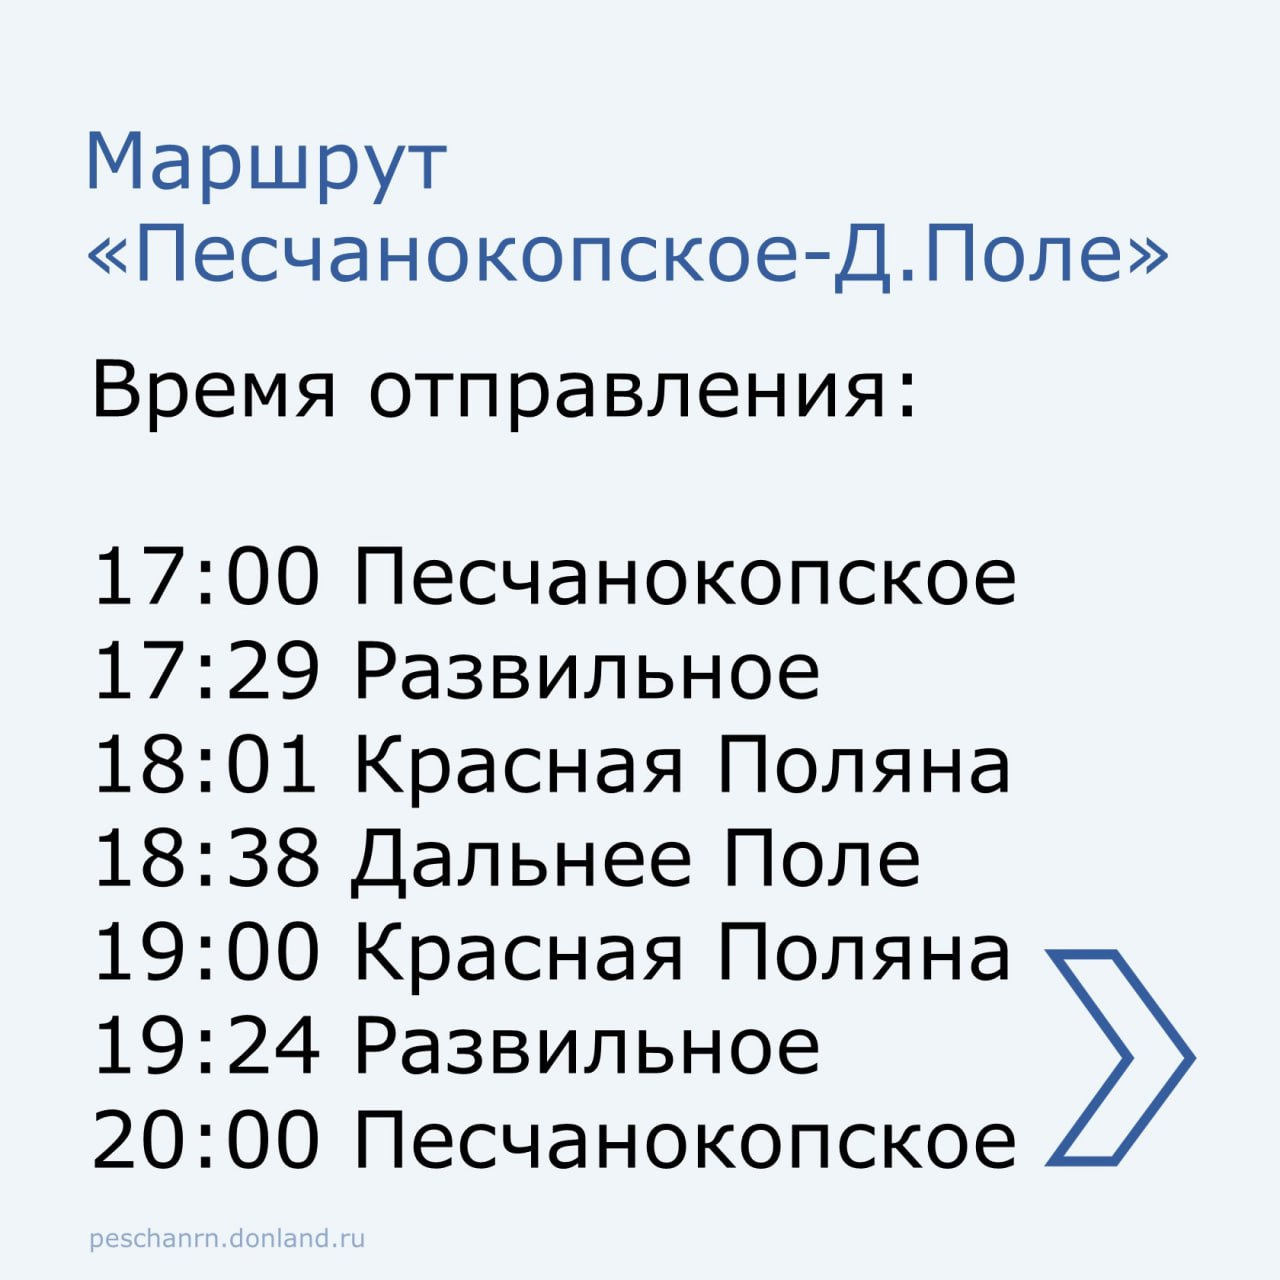 Маршрут
«Песчанокопское-Д.Поле»
Время отправления:
17:00 Песчанокопское
17:29 Развильное
18:01 Красная Поляна
18:38 Дальнее Поле
19:00 Красная Поляна
19:24 Развильное
20:00 Песчанокопское
peschanrn.donland.ru